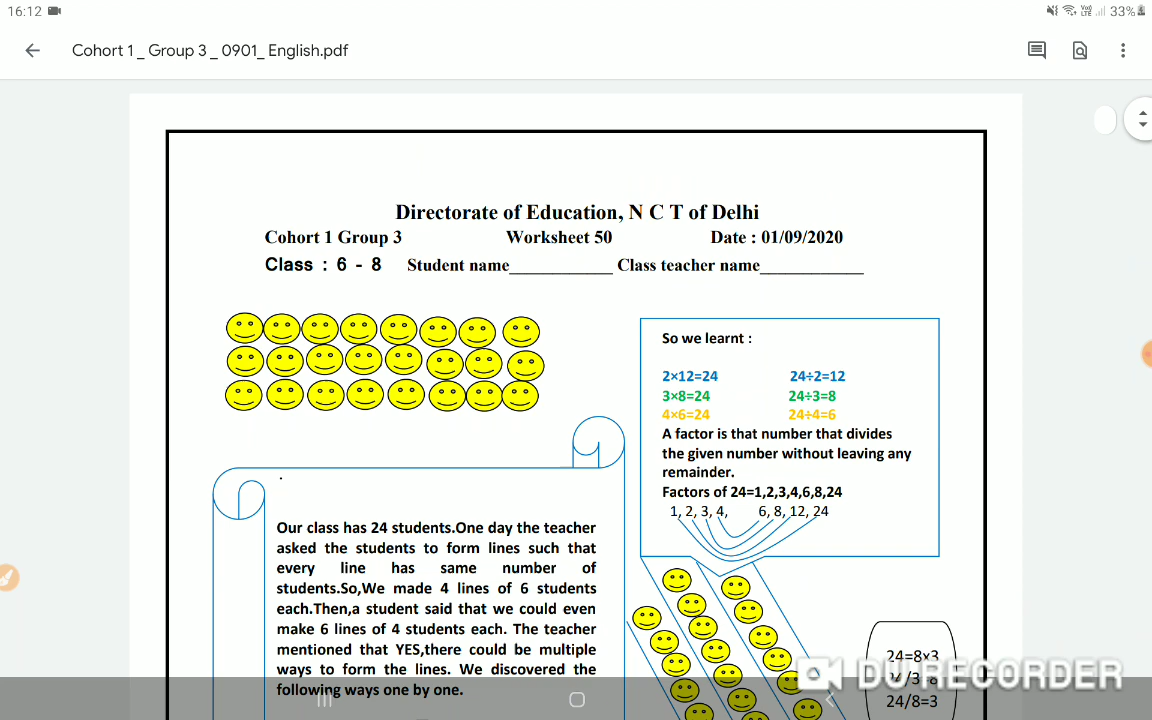 16:12
Vo)) LTE 33%
Cohort 1 _ Group 3 _ 0901_ English.pdf
Directorate of Education, N C T of Delhi
Cohort 1 Group 3 Worksheet 50 Date : 01/09/2020
Class : 6 - 8 Student name____________ Class teacher name____________
So we learnt :
2×12=24 24÷2=12
3×8=24 24÷3=8
4×6=24 24÷4=6
A factor is that number that divides
the given number without leaving any
remainder.
Factors of 24=1,2,3,4,6,8,24
1, 2, 3, 4, 6, 8, 12, 24
.
Our class has 24 students.One day the teacher
asked the students to form lines such that
every line has same number of
students.So,We made 4 lines of 6 students
each.Then,a student said that we could even
make 6 lines of 4 students each. The teacher
mentioned that YES,there could be multiple
ways to form the lines. We discovered the
following ways one by one.
24=8x3
24/3=8
24/8=3
DU RECORDER